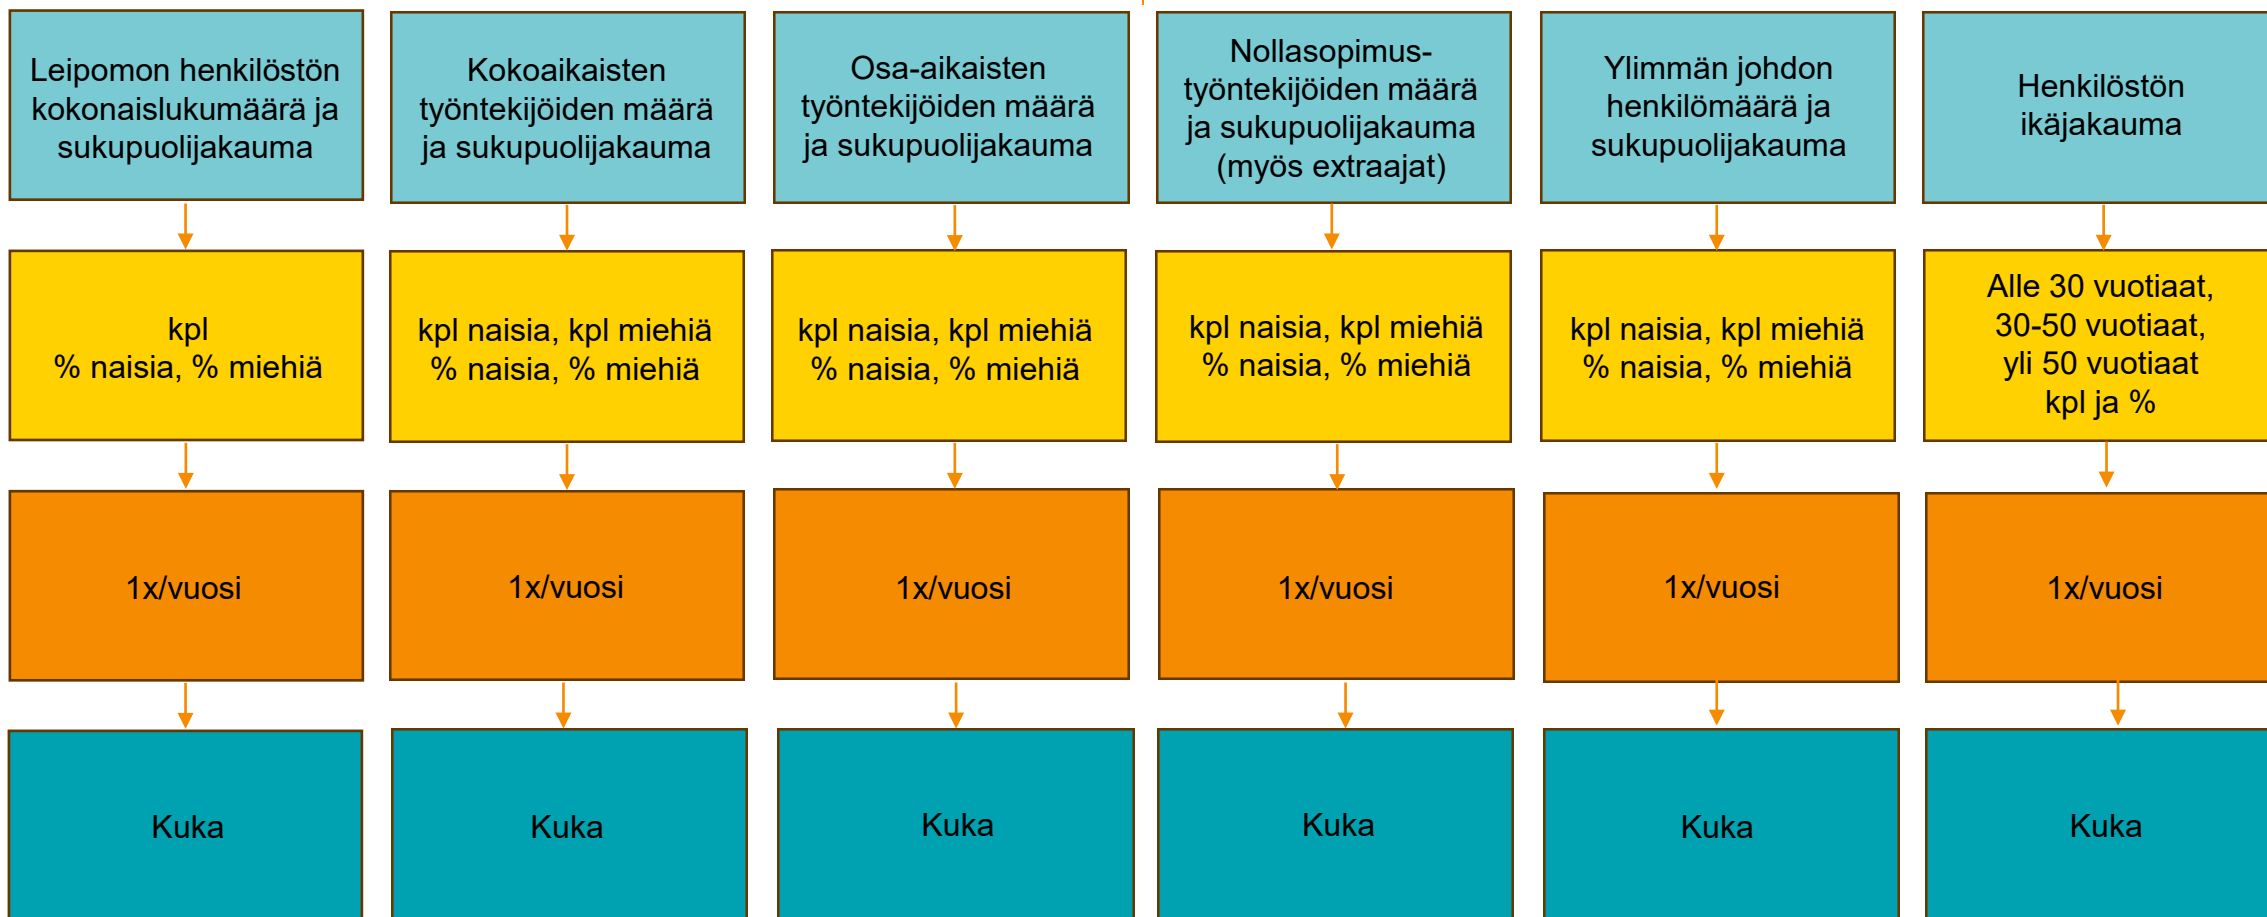 Leipomon henkilöstön
kokonaislukumäärä ja
sukupuolijakauma
Kokoaikaisten
työntekijöiden määrä
ja sukupuolijakauma
Osa-aikaisten
työntekijöiden määrä
ja sukupuolijakauma
Nollasopimus-
työntekijöiden määrä
ja sukupuolijakauma
(myös extraajat)
Ylimmän johdon
henkilömäärä ja
sukupuolijakauma
Henkilöstön
ikäjakauma
kpl
% naisia, % miehiä
kpl naisia, kpl miehiä
% naisia, % miehiä
kpl naisia, kpl miehiä
% naisia, % miehiä
kpl naisia, kpl miehiä
% naisia, % miehiä
kpl naisia, kpl miehiä
% naisia, % miehiä
Alle 30 vuotiaat,
30-50 vuotiaat,
yli 50 vuotiaat
kpl ja %
1x/vuosi
1x/vuosi
1x/vuosi
1x/vuosi
1x/vuosi
1x/vuosi
Kuka
Kuka
Kuka
Kuka
Kuka
Kuka